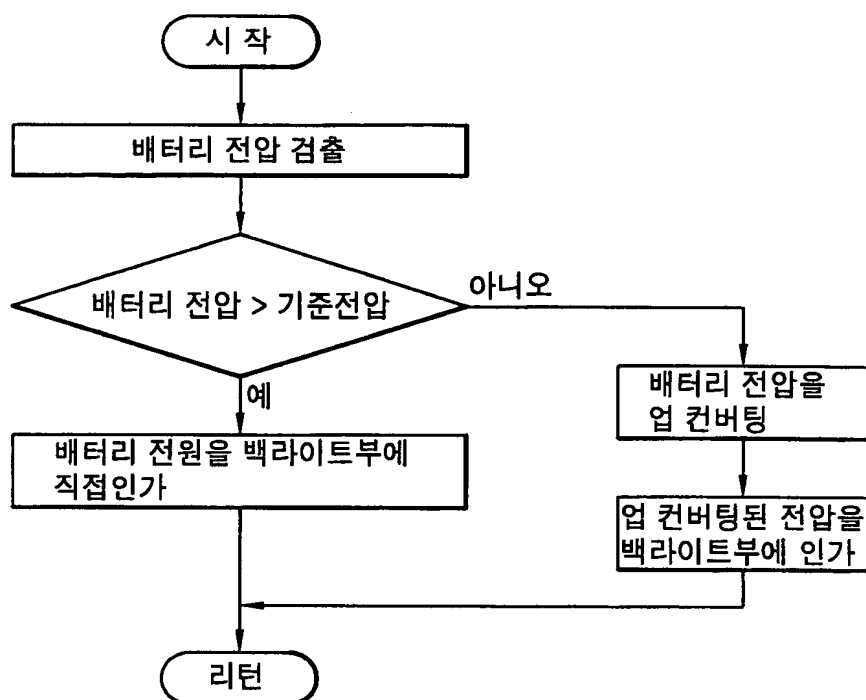 시 작
배터리 전압 검출
배터리 전압 > 기준전압
아니오
예
배터리 전압을
업 컨버팅
배터리 전원을 백라이트부에
직접인가
업 컨버팅된 전압을
백라이트부에 인가
리턴